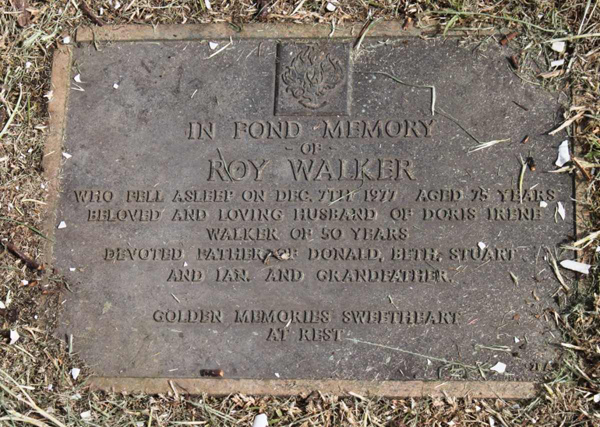 IN FOND MEMORY
- OF -
ROY WALKER
WHO FELL ASLEEP ON DEC. 7TH 1977 AGED 75 YEARS
BELOVED AND LOVING HUSBAND OF DORIS IRENE
WALKER OF 50 YEARS
DEVOTED FATHER OF DONALD, BETH, STUART
AND IAN. AND GRANDFATHER.
GOLDEN MEMORIES SWEETHEART
AT REST